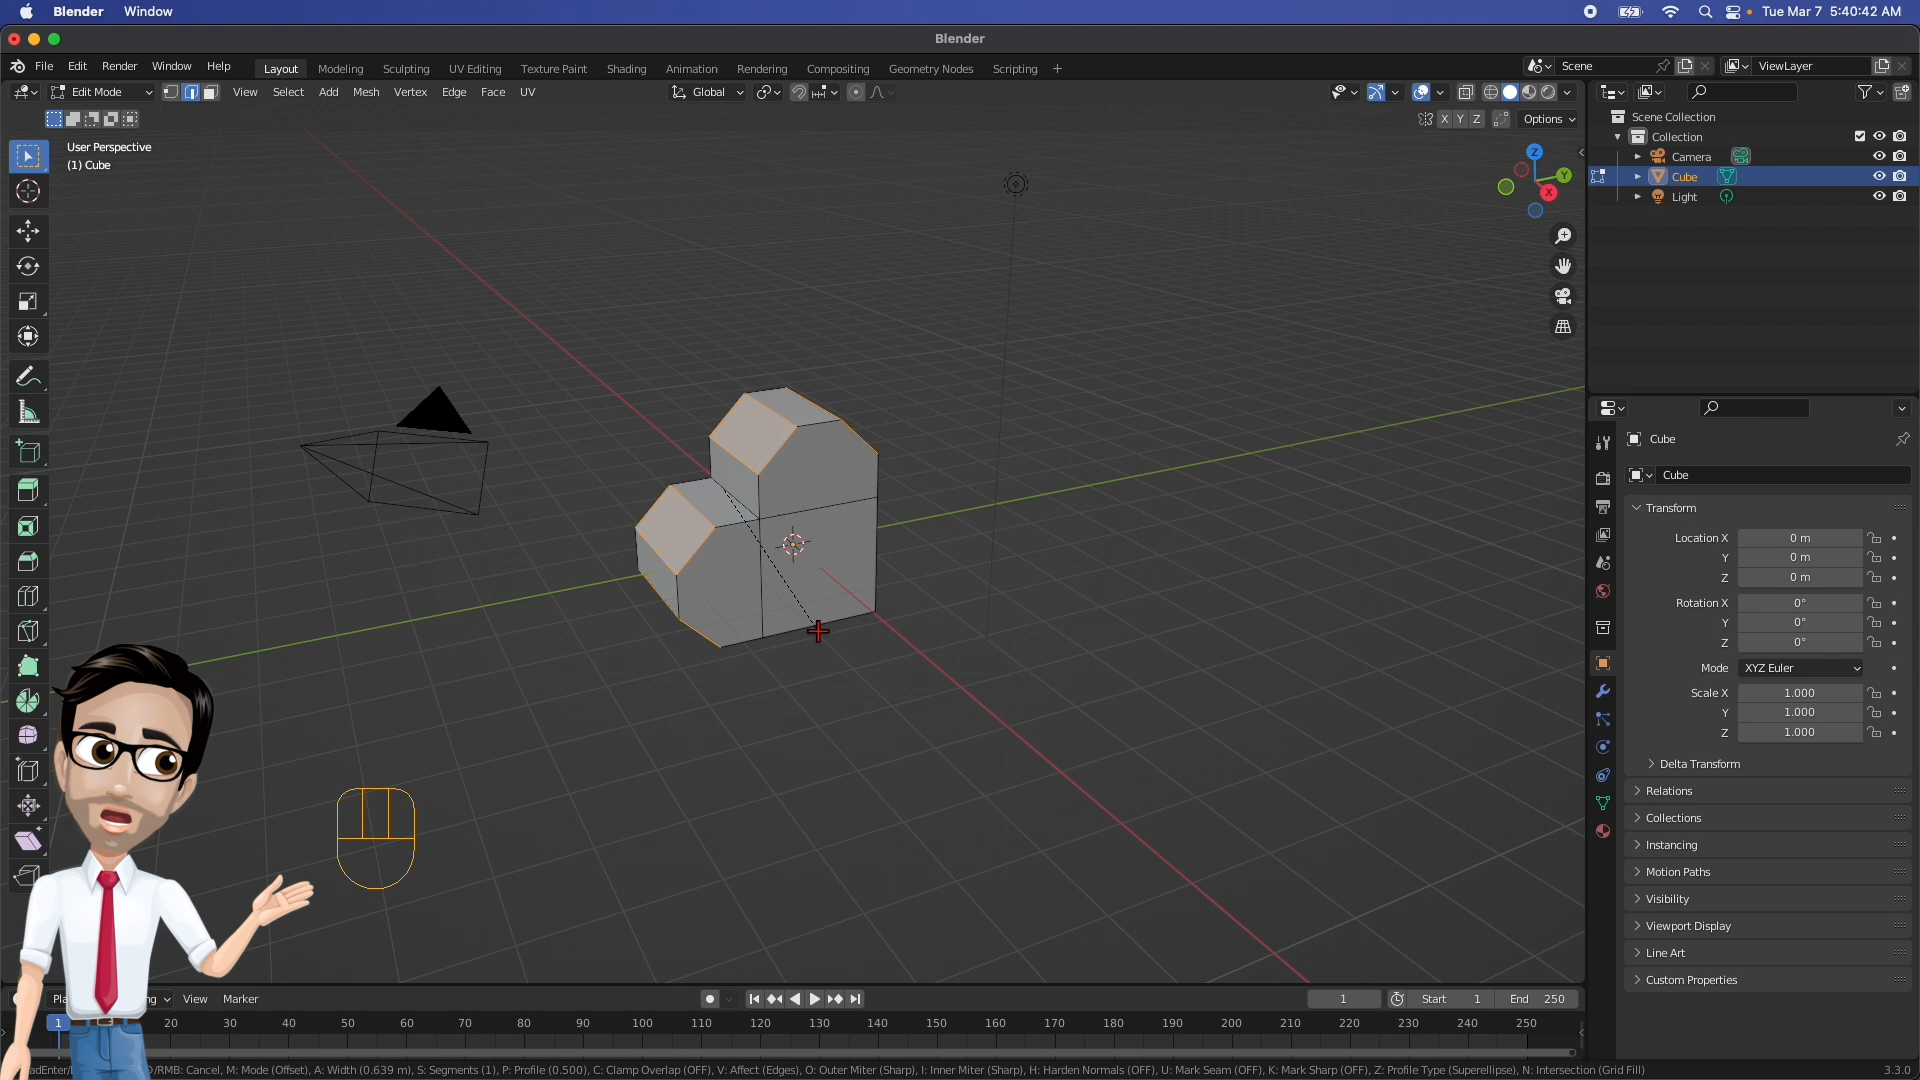 Blender Window Tue Mar 7 5:40:42 AM
Blender
File Edit Render Window Help Layout Modeling Sculpting UV Editing Texture Paint Shading Animation Rendering Compositing Geometry Nodes Scripting + Scene ViewLayer
Edit Mode View Select Add Mesh Vertex Edge Face UV Global
X Y Z Options
User Perspective
(1) Cube
Z
Y
X
Scene Collection
Collection
Camera
Cube
Light
Cube
Cube
Transform
Location X 0 m
Y 0 m
Z 0 m
Rotation X 0°
Y 0°
Z 0°
Mode XYZ Euler
Scale X 1.000
Y 1.000
Z 1.000
Delta Transform
Relations
Collections
Instancing
Motion Paths
Visibility
Viewport Display
Line Art
Custom Properties
View Marker 1 Start 1 End 250
1 20 30 40 50 60 70 80 90 100 110 120 130 140 150 160 170 180 190 200 210 220 230 240 250
/RMB: Cancel, M: Mode (Offset), A: Width (0.639 m), S: Segments (1), P: Profile (0.500), C: Clamp Overlap (OFF), V: Affect (Edges), O: Outer Miter (Sharp), I: Inner Miter (Sharp), H: Harden Normals (OFF), U: Mark Seam (OFF), K: Mark Sharp (OFF), Z: Profile Type (Superellipse), N: Intersection (Grid Fill) 3.3.0